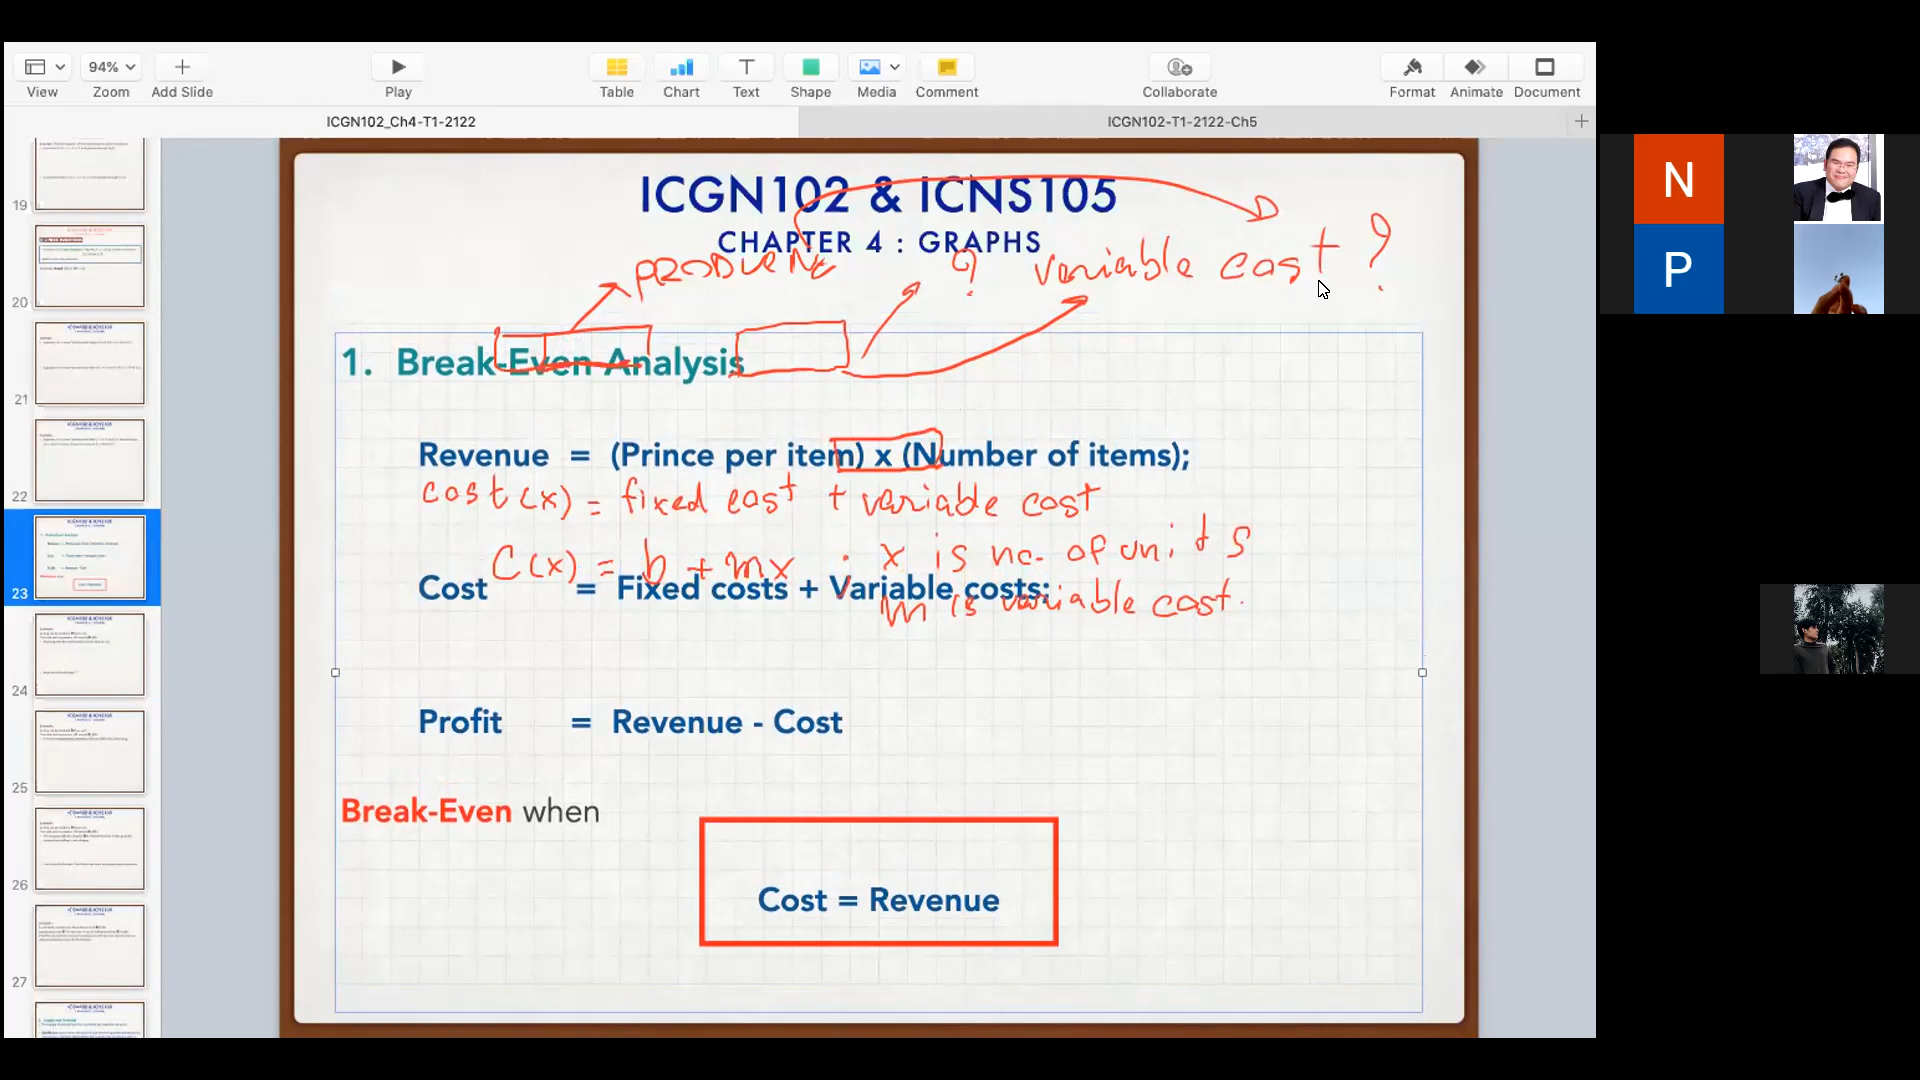 View
94%
Zoom
Add Slide
Play
Table
Chart
Text
Shape
Media
Comment
Collaborate
Format
Animate
Document
ICGN102_Ch4-T1-2122
ICGN102-T1-2122-Ch5
19
20
21
22
23
24
25
26
27
ICGN102 & ICNS105
CHAPTER 4 : GRAPHS
? variable cost ?
1. Break-Even Analysis
Revenue = (Prince per item) x (Number of items);
cost (x) = fixed cost + variable cost
C(x) = b + mx : x is no. of units
Cost = Fixed costs + Variable costs;
m is variable cost.
Profit = Revenue - Cost
Break-Even when
Cost = Revenue
N
P